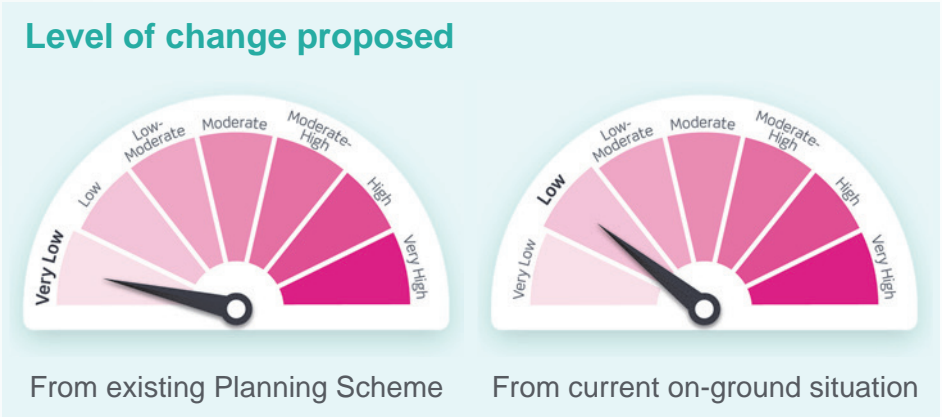 Level of change proposed
Very Low
Low
Low-
Moderate
Moderate
Moderate-
High
High
Very High
From existing Planning Scheme
Very Low
Low
Low-
Moderate
Moderate
Moderate-
High
High
Very High
From current on-ground situation